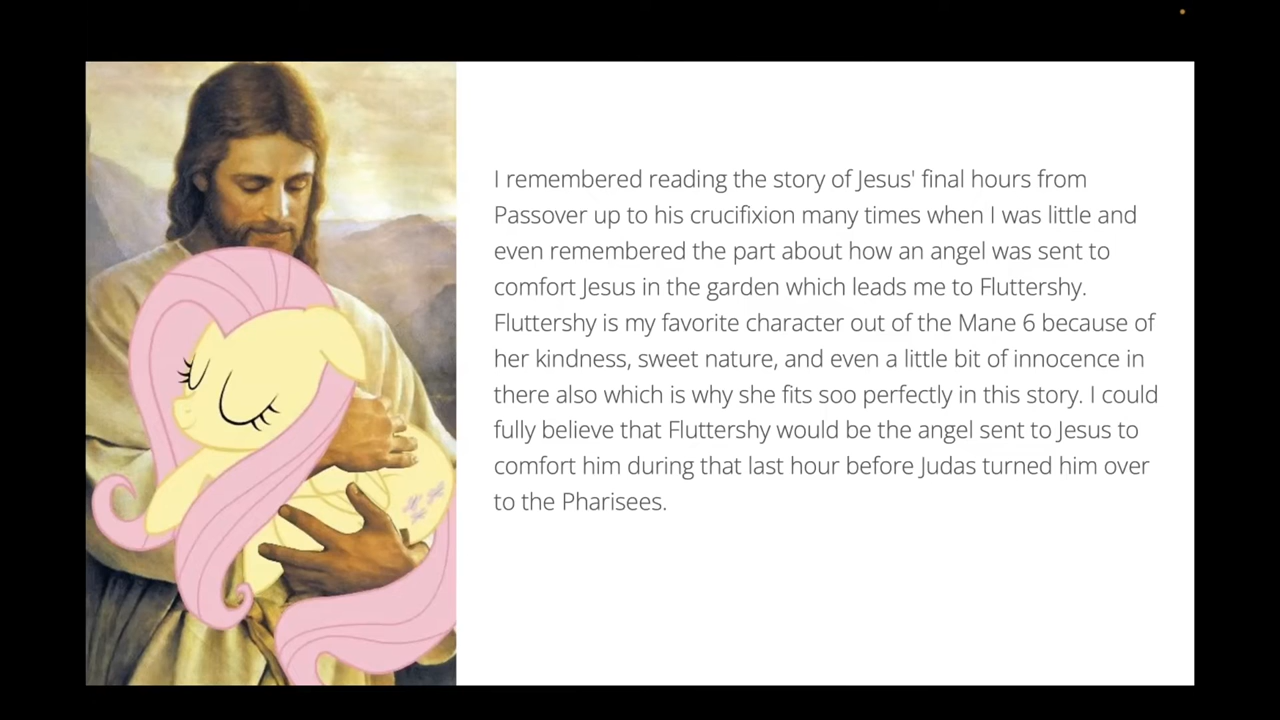 I remembered reading the story of Jesus' final hours from
Passover up to his crucifixion many times when I was little and
even remembered the part about how an angel was sent to
comfort Jesus in the garden which leads me to Fluttershy.
Fluttershy is my favorite character out of the Mane 6 because of
her kindness, sweet nature, and even a little bit of innocence in
there also which is why she fits soo perfectly in this story. I could
fully believe that Fluttershy would be the angel sent to Jesus to
comfort him during that last hour before Judas turned him over
to the Pharisees.